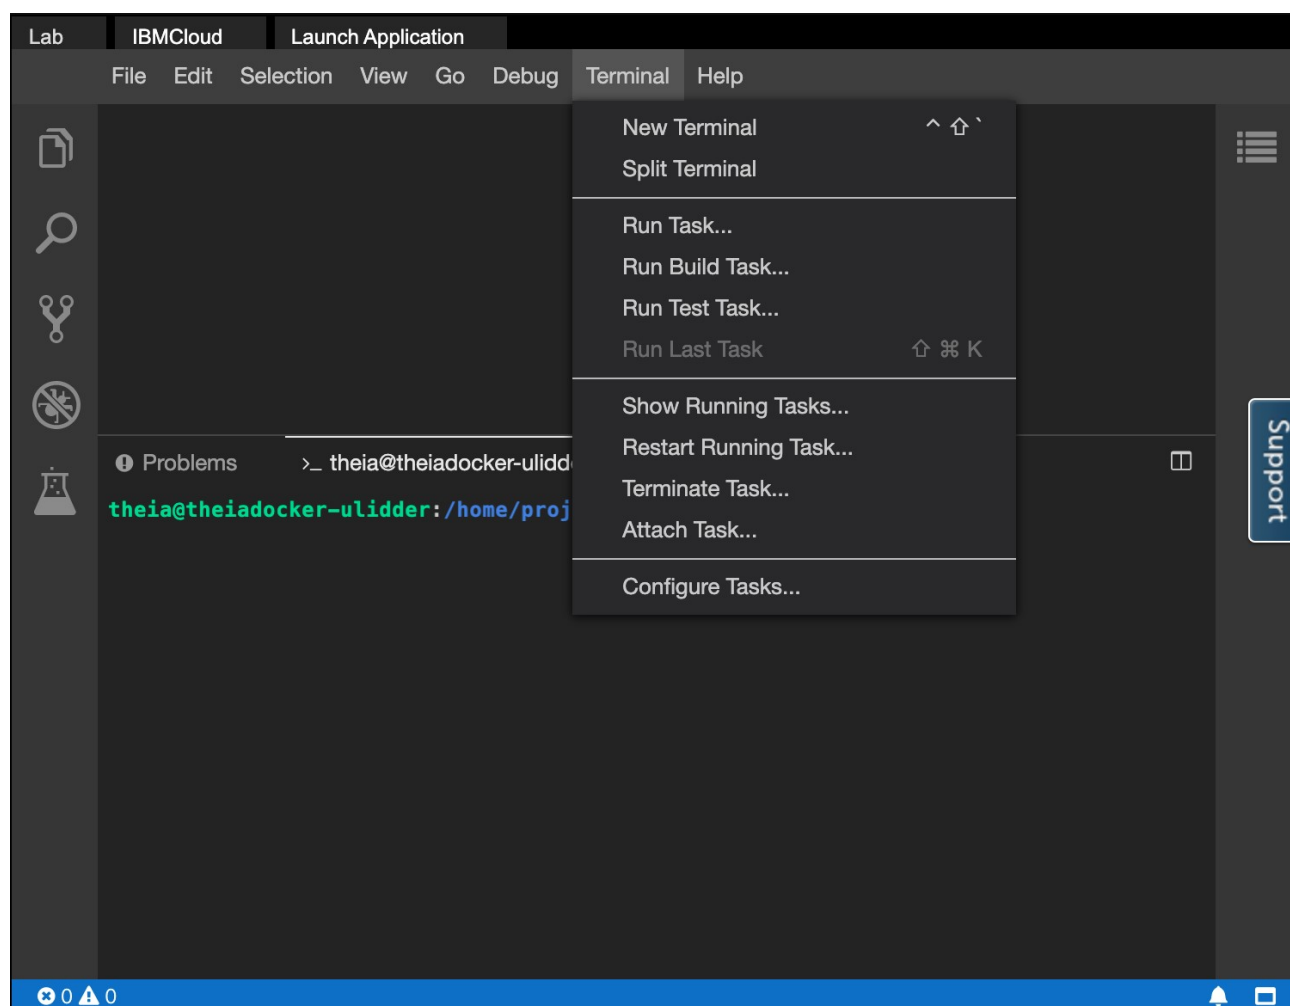 Lab IBMCloud Launch Application
File Edit Selection View Go Debug Terminal Help
New Terminal ^ ⇧ `
Split Terminal
Run Task...
Run Build Task...
Run Test Task...
Run Last Task ⇧ ⌘ K
Show Running Tasks...
Restart Running Task...
Terminate Task...
Attach Task...
Configure Tasks...
Problems >_ theia@theiadocker-ulidd
theia@theiadocker-ulidder:/home/proj
Support
0 0